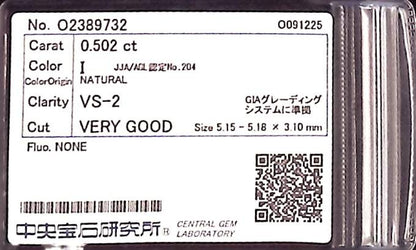 No. O2389732 O091225
Carat 0.502 ct
Color I JJA/AGL認定No.204
ColorOrigin NATURAL
Clarity VS-2 GIAグレーディング
システムに準拠
Cut VERY GOOD Size 5.15 - 5.18 × 3.10 mm
Fluo. NONE
中央宝石研究所® CENTRAL GEM
LABORATORY